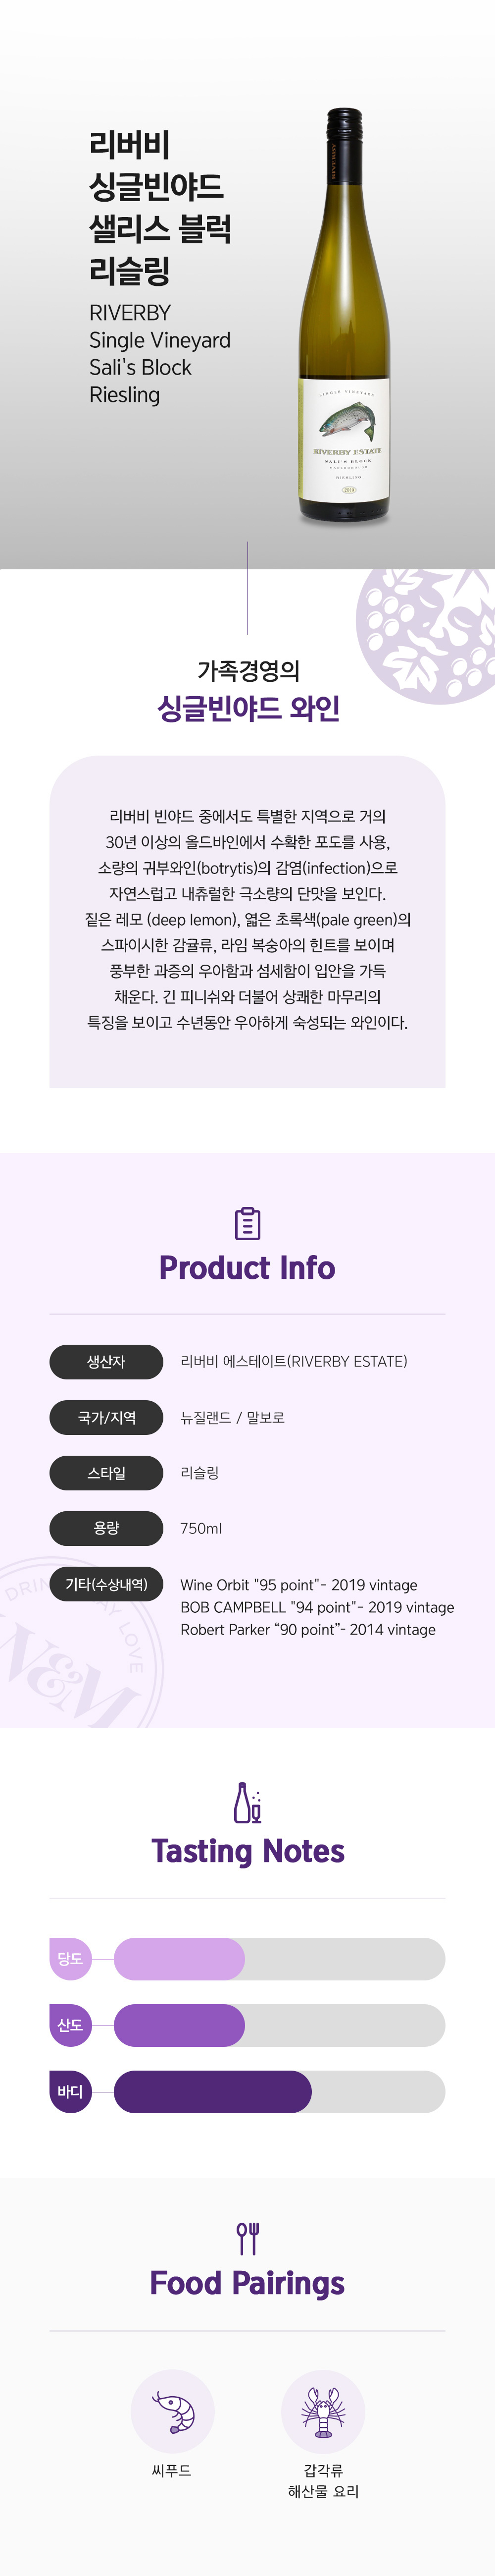 리버비
싱글빈야드
샐리스 블럭
리슬링
RIVERBY
Single Vineyard
Sali's Block
Riesling
RIVERBY
SINGLE VINEYARD
RIVERBY ESTATE
SALI'S BLOCK
MARLBOROUGH
RIESLING
가족경영의
싱글빈야드 와인
리버비 빈야드 중에서도 특별한 지역으로 거의
30년 이상의 올드바인에서 수확한 포도를 사용,
소량의 귀부와인(botrytis)의 감염(infection)으로
자연스럽고 내츄럴한 극소량의 단맛을 보인다.
짙은 레모 (deep lemon), 엷은 초록색(pale green)의
스파이시한 감귤류, 라임 복숭아의 힌트를 보이며
풍부한 과증의 우아함과 섬세함이 입안을 가득
채운다. 긴 피니쉬와 더불어 상쾌한 마무리의
특징을 보이고 수년동안 우아하게 숙성되는 와인이다.
Product Info
생산자 리버비 에스테이트(RIVERBY ESTATE)
국가/지역 뉴질랜드 / 말보로
스타일 리슬링
용량 750ml
기타(수상내역) Wine Orbit "95 point"- 2019 vintage
BOB CAMPBELL "94 point"- 2019 vintage
Robert Parker “90 point”- 2014 vintage
LOVE
W&M
Tasting Notes
당도
산도
바디
Food Pairings
씨푸드
갑각류
해산물 요리